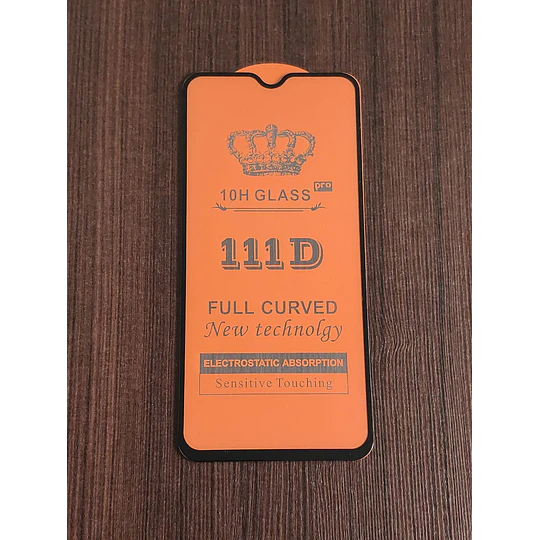 10H GLASS pro
111D
FULL CURVED
New technolgy
ELECTROSTATIC ABSORPTION
Sensitive Touching